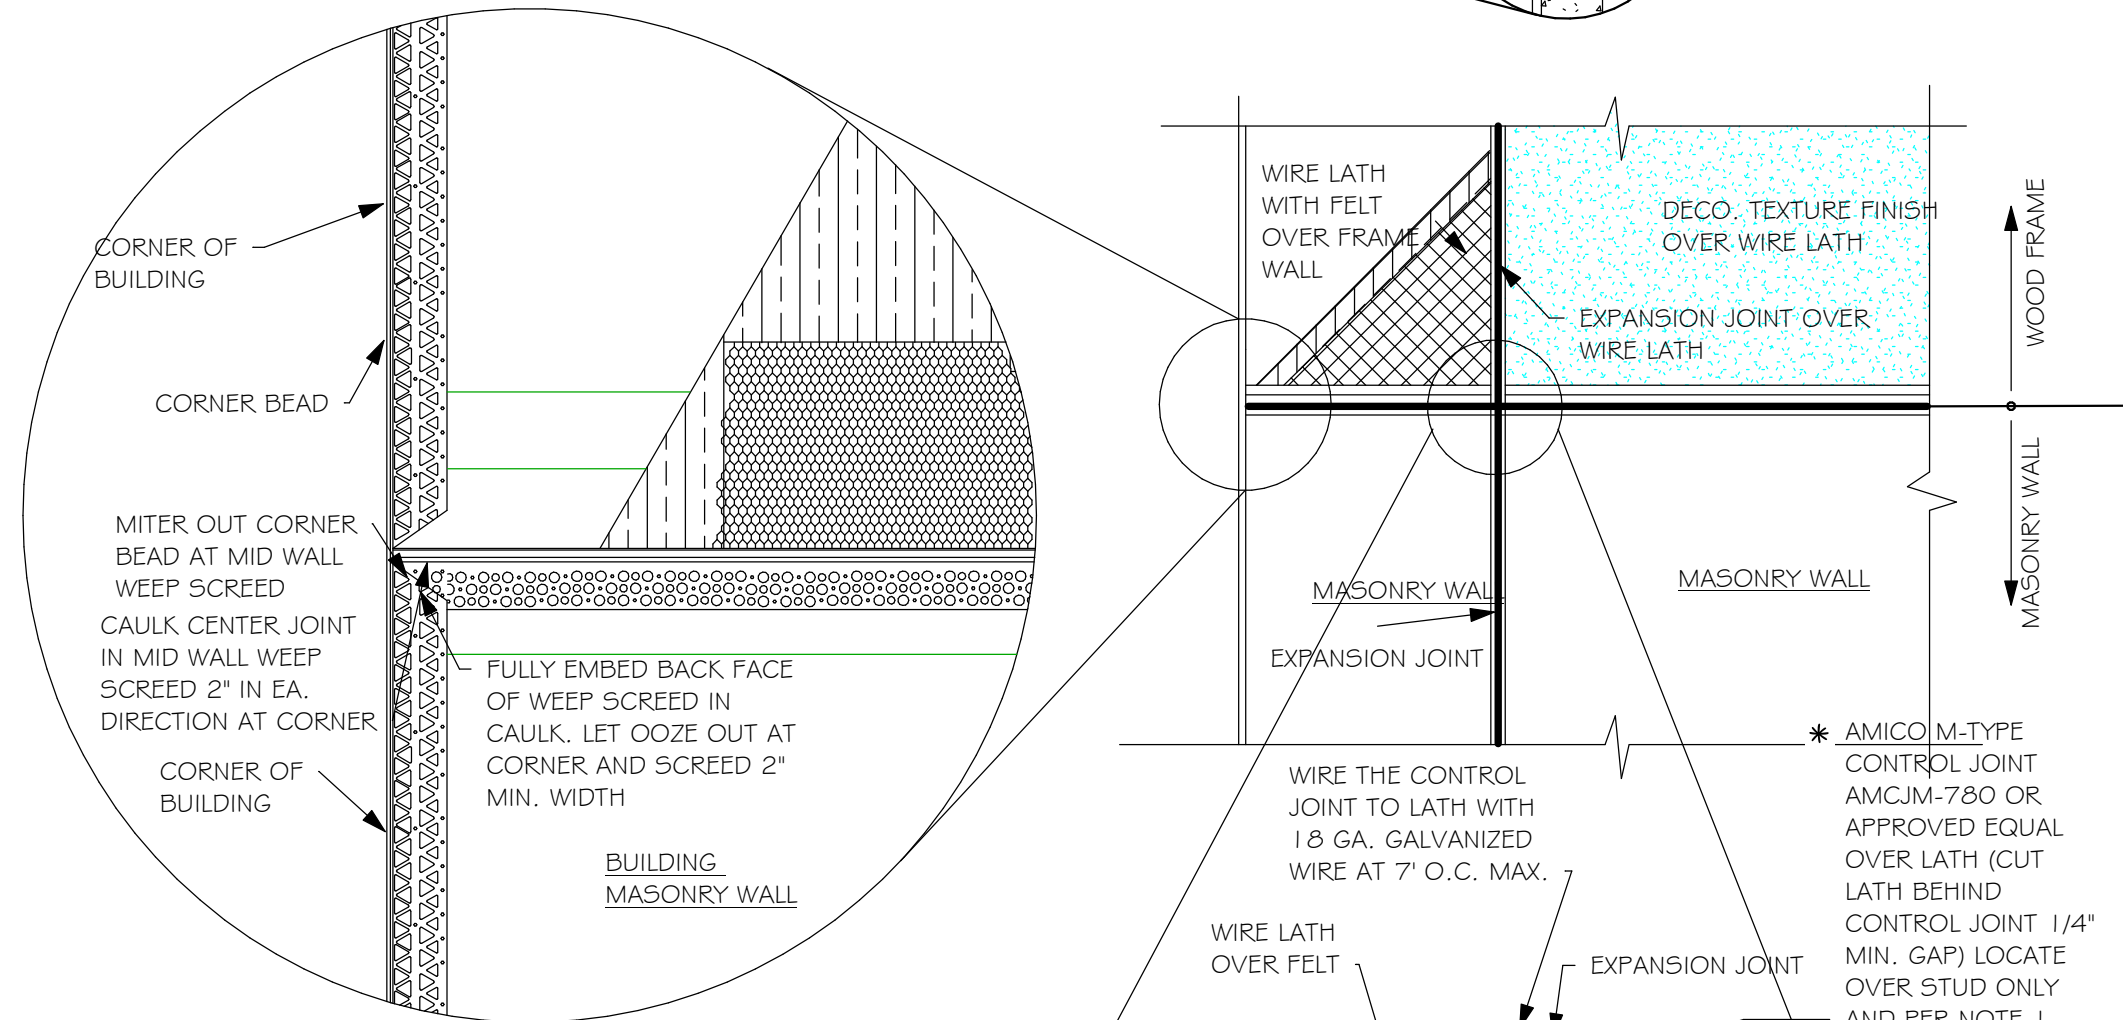 CORNER OF
BUILDING
CORNER BEAD
MITER OUT CORNER
BEAD AT MID WALL
WEEP SCREED
CAULK CENTER JOINT
IN MID WALL WEEP
SCREED 2" IN EA.
DIRECTION AT CORNER
CORNER OF
BUILDING
FULLY EMBED BACK FACE
OF WEEP SCREED IN
CAULK. LET OOZE OUT AT
CORNER AND SCREED 2"
MIN. WIDTH
BUILDING
MASONRY WALL
WIRE LATH
WITH FELT
OVER FRAME
WALL
DECO. TEXTURE FINISH
OVER WIRE LATH
EXPANSION JOINT OVER
WIRE LATH
WOOD FRAME
MASONRY WALL
MASONRY WALL
MASONRY WALL
EXPANSION JOINT
WIRE THE CONTROL
JOINT TO LATH WITH
18 GA. GALVANIZED
WIRE AT 7' O.C. MAX.
WIRE LATH
OVER FELT
EXPANSION JOINT
* AMICO M-TYPE
CONTROL JOINT
AMCJM-780 OR
APPROVED EQUAL
OVER LATH (CUT
LATH BEHIND
CONTROL JOINT 1/4"
MIN. GAP) LOCATE
OVER STUD ONLY
AND PER NOTE 1